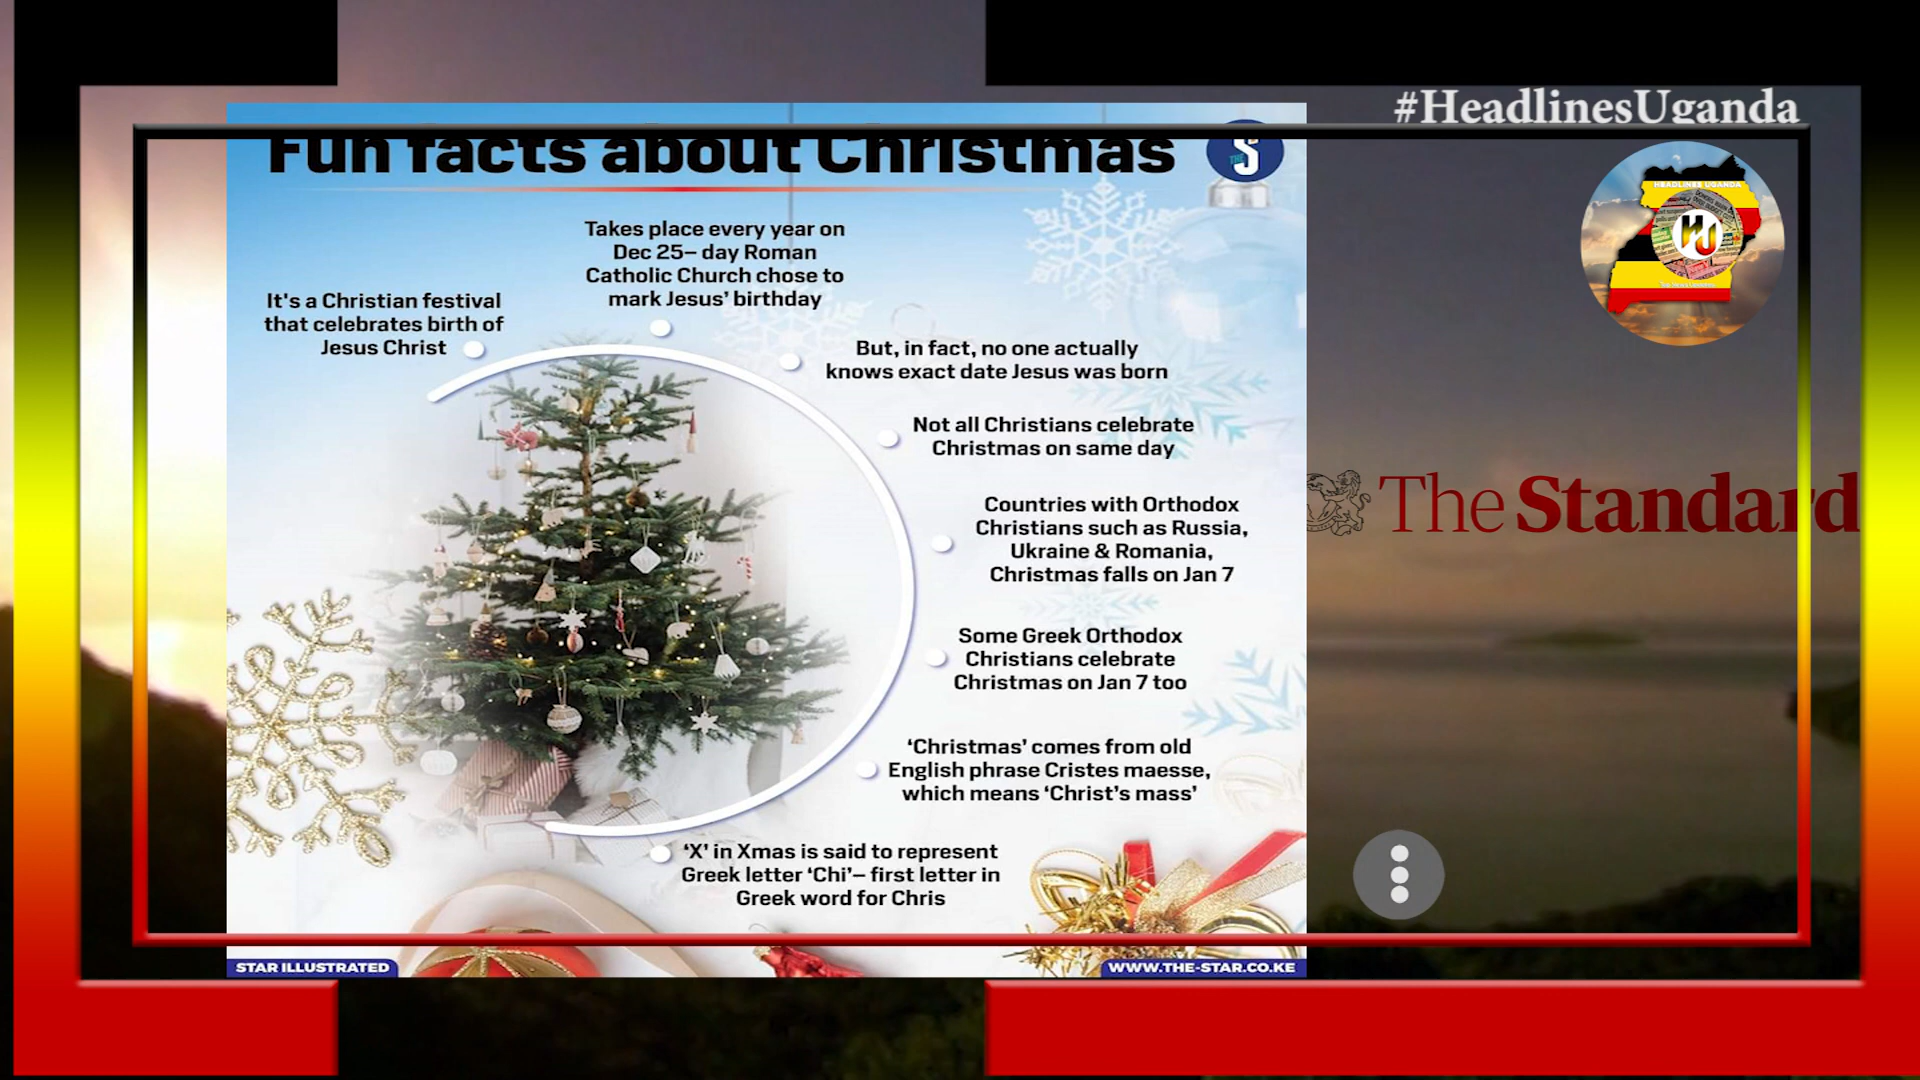 #HeadlinesUganda
Fun facts about Christmas
THE S
HEADLINES UGANDA
HU
Takes place every year on
Dec 25– day Roman
Catholic Church chose to
mark Jesus’ birthday
It's a Christian festival
that celebrates birth of
Jesus Christ
But, in fact, no one actually
knows exact date Jesus was born
Not all Christians celebrate
Christmas on same day
Countries with Orthodox
Christians such as Russia,
Ukraine & Romania,
Christmas falls on Jan 7
The Standard
Some Greek Orthodox
Christians celebrate
Christmas on Jan 7 too
‘Christmas’ comes from old
English phrase Cristes maesse,
which means ‘Christ’s mass’
‘X’ in Xmas is said to represent
Greek letter ‘Chi’– first letter in
Greek word for Chris
STAR ILLUSTRATED
WWW.THE-STAR.CO.KE